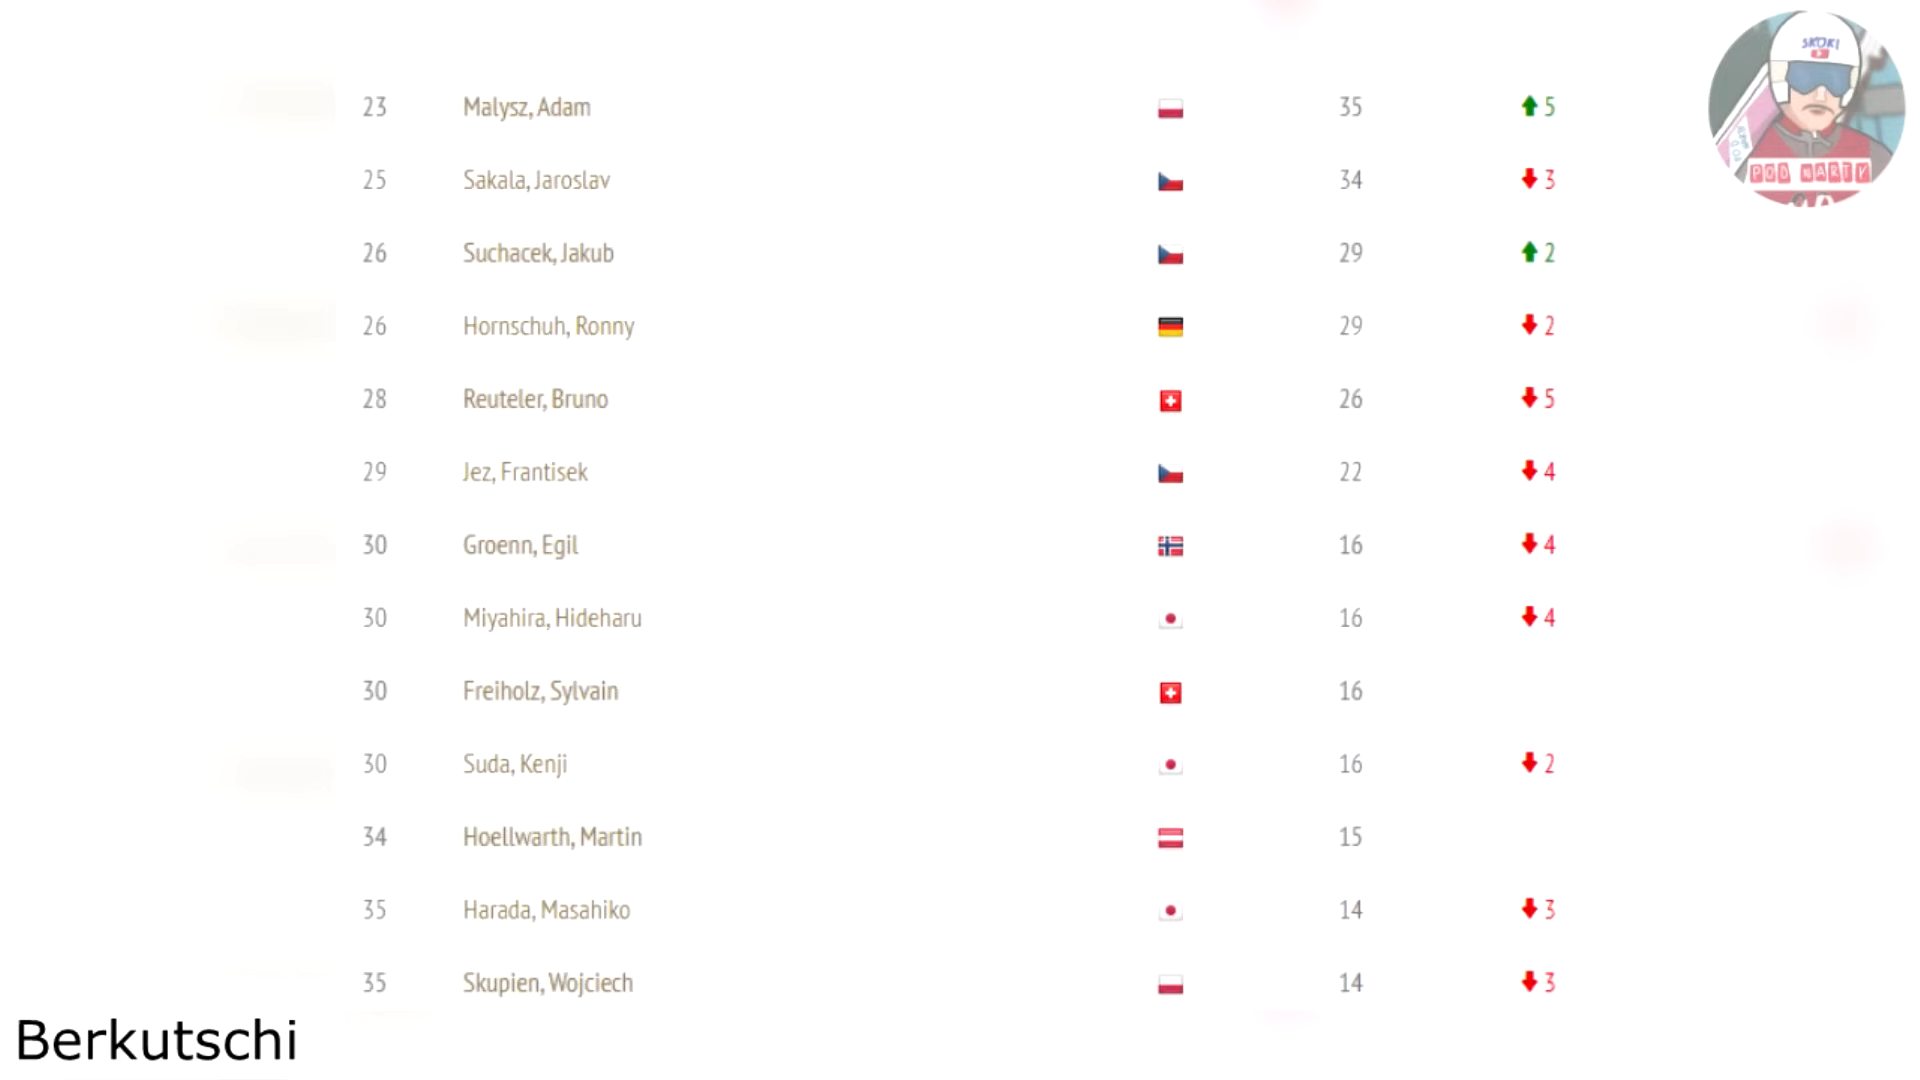 SKOKI
23 Malysz, Adam 35 5
POD NARTY
25 Sakala, Jaroslav 34 3
26 Suchacek, Jakub 29 2
26 Hornschuh, Ronny 29 2
28 Reuteler, Bruno 26 5
29 Jez, Frantisek 22 4
30 Groenn, Egil 16 4
30 Miyahira, Hideharu 16 4
30 Freiholz, Sylvain 16
30 Suda, Kenji 16 2
34 Hoellwarth, Martin 15
35 Harada, Masahiko 14 3
35 Skupien, Wojciech 14 3
Berkutschi